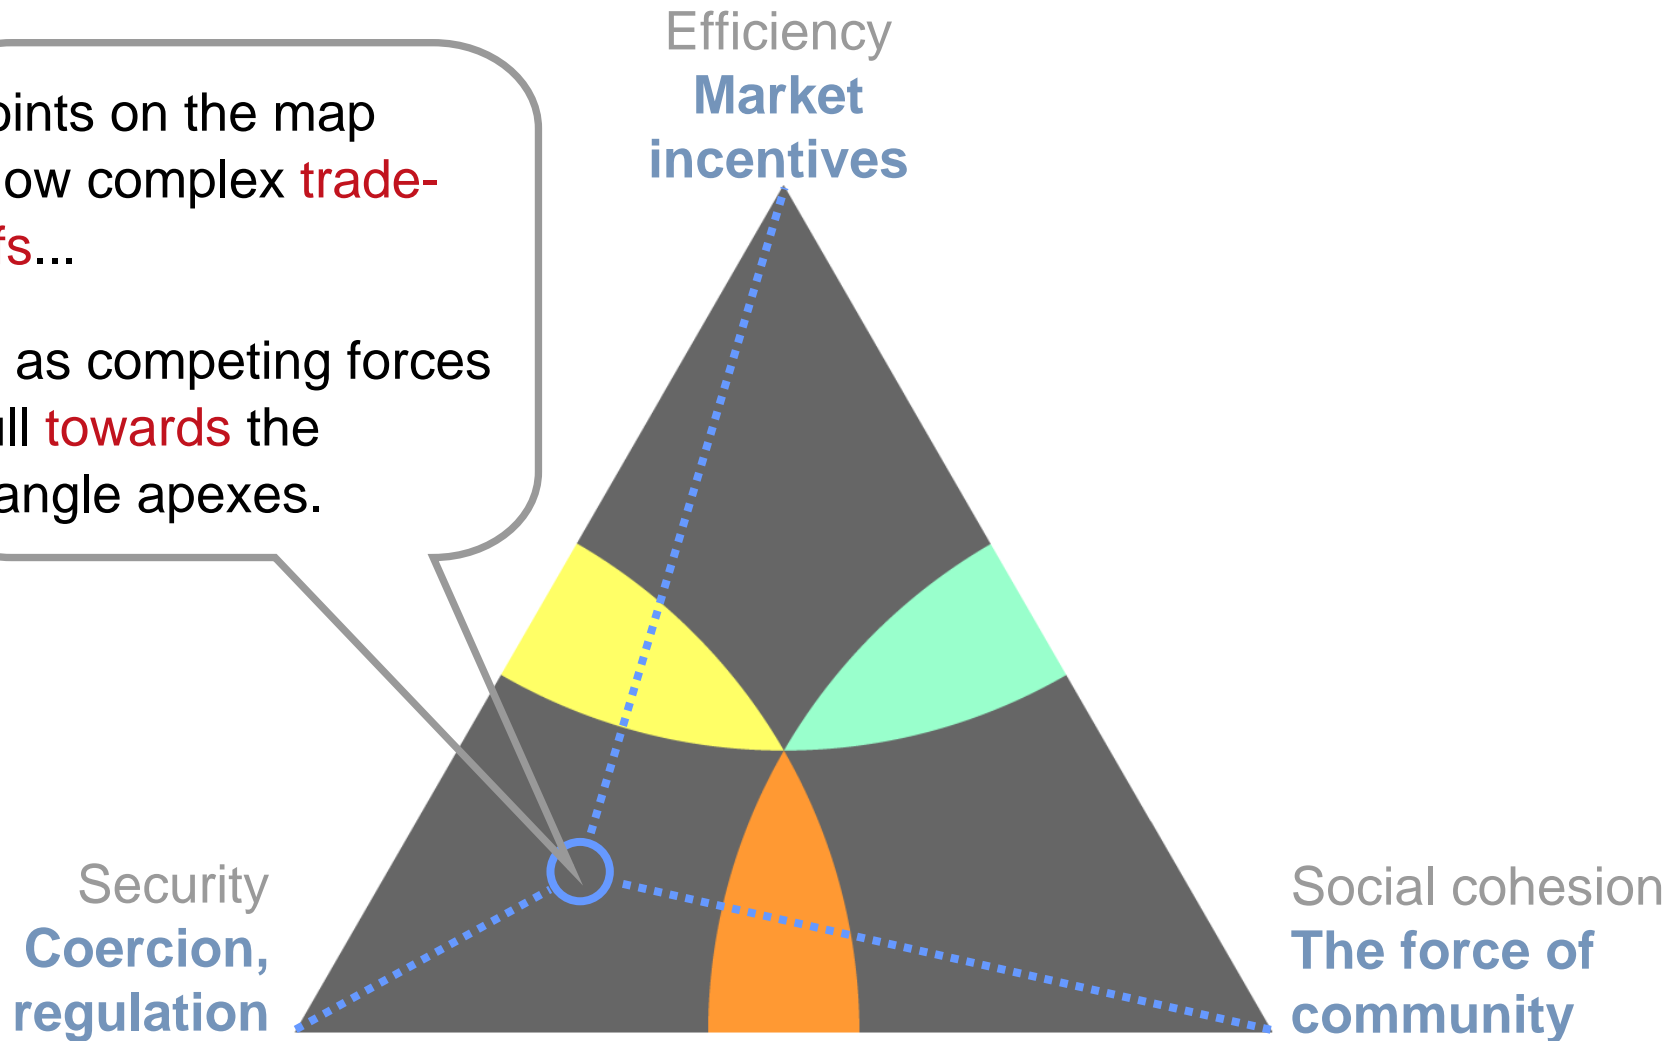 Efficiency
Market
incentives
oints on the map
ow complex trade-
fs...
as competing forces
ull towards the
angle apexes.
Security
Coercion,
regulation
Social cohesion
The force of
community